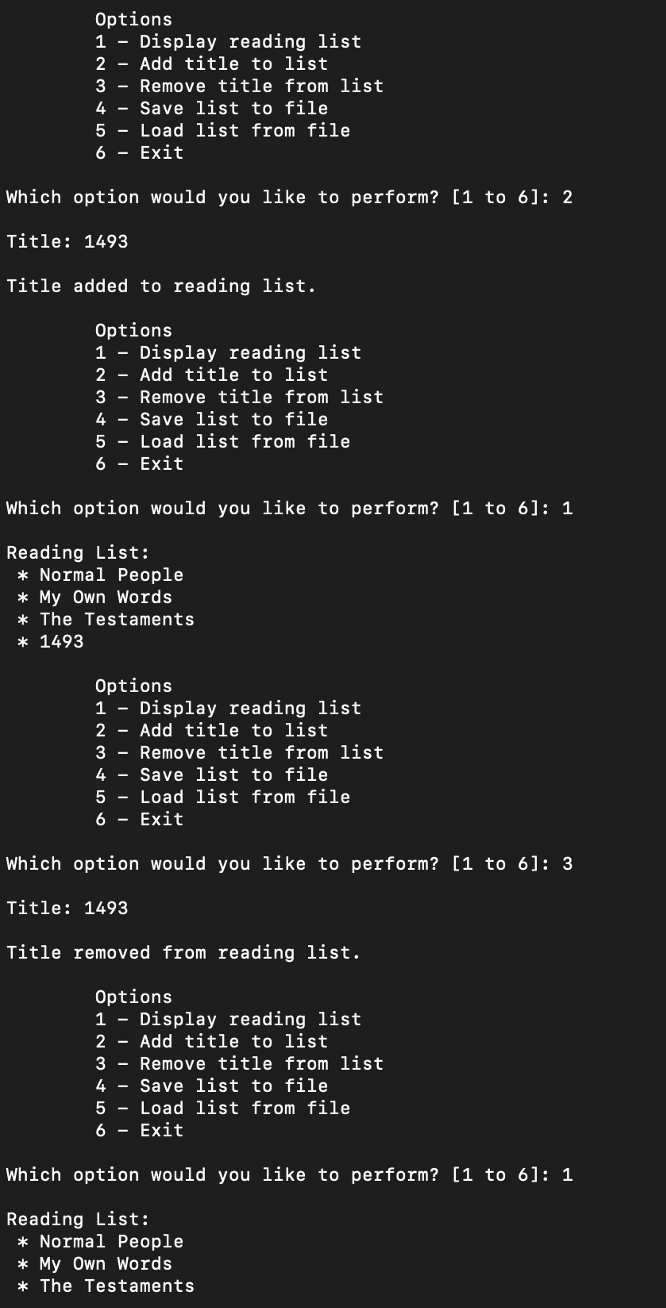 Options
1 – Display reading list
2 – Add title to list
3 – Remove title from list
4 – Save list to file
5 – Load list from file
6 – Exit
Which option would you like to perform? [1 to 6]: 2
Title: 1493
Title added to reading list.
Options
1 – Display reading list
2 – Add title to list
3 – Remove title from list
4 – Save list to file
5 – Load list from file
6 – Exit
Which option would you like to perform? [1 to 6]: 1
Reading List:
* Normal People
* My Own Words
* The Testaments
* 1493
Options
1 – Display reading list
2 – Add title to list
3 – Remove title from list
4 – Save list to file
5 – Load list from file
6 – Exit
Which option would you like to perform? [1 to 6]: 3
Title: 1493
Title removed from reading list.
Options
1 – Display reading list
2 – Add title to list
3 – Remove title from list
4 – Save list to file
5 – Load list from file
6 – Exit
Which option would you like to perform? [1 to 6]: 1
Reading List:
* Normal People
* My Own Words
* The Testaments